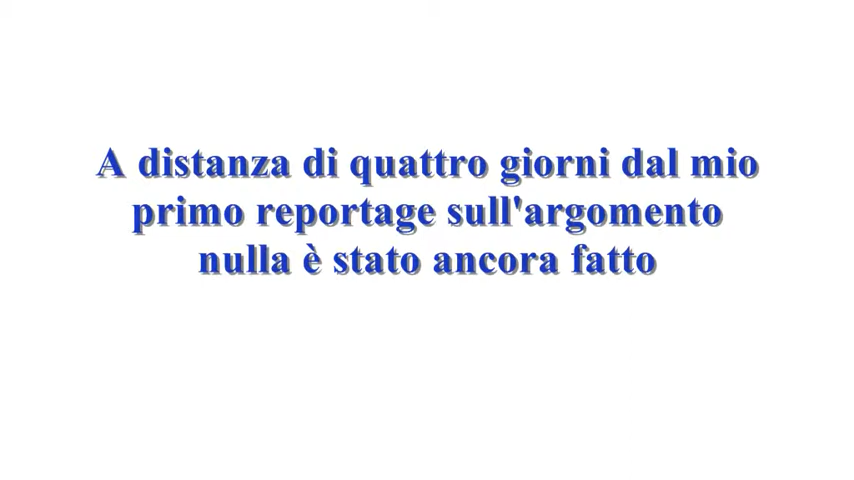 A distanza di quattro giorni dal mio
primo reportage sull'argomento
nulla è stato ancora fatto